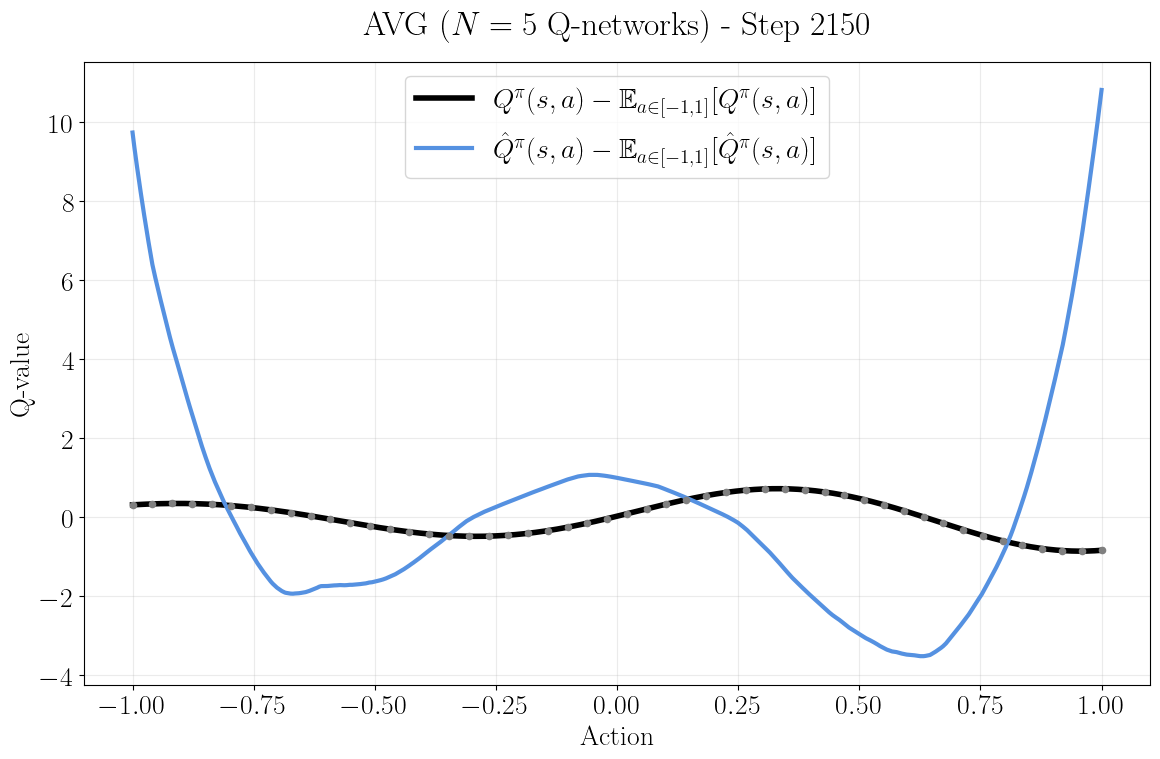 AVG (N = 5 Q-networks) - Step 2150
Q^π(s, a) − 𝔼_{a∈[−1,1]}[Q^π(s, a)]
Q̂^π(s, a) − 𝔼_{a∈[−1,1]}[Q̂^π(s, a)]
Q-value
10
8
6
4
2
0
−2
−4
−1.00 −0.75 −0.50 −0.25 0.00 0.25 0.50 0.75 1.00
Action